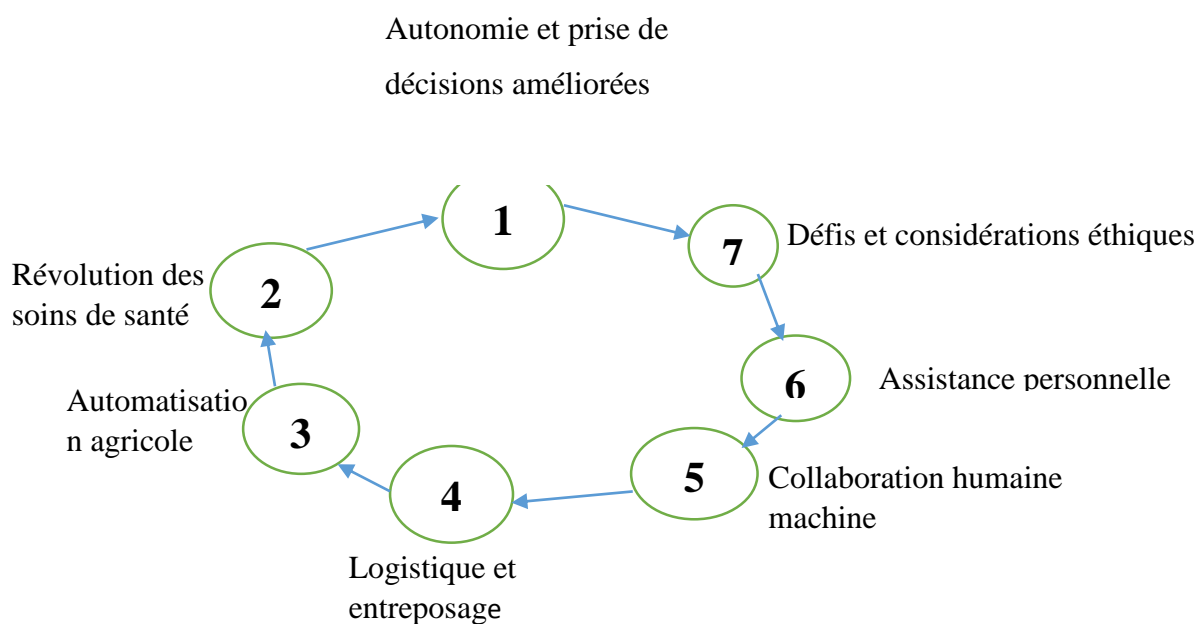 Autonomie et prise de
décisions améliorées
1
7
Défis et considérations éthiques
2
Révolution des
soins de santé
6
Assistance personnelle
3
Automatisatio
n agricole
5
Collaboration humaine
machine
4
Logistique et
entreposage